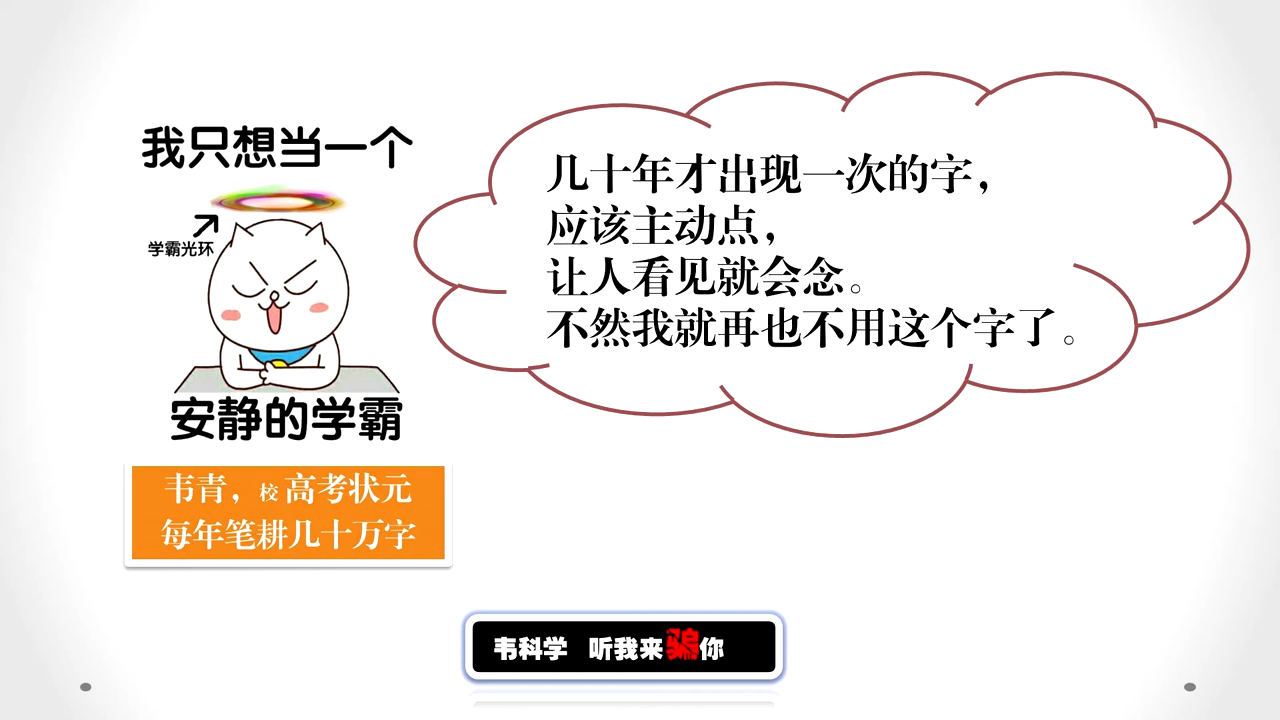 我只想当一个
学霸光环
安静的学霸
韦青，校高考状元
每年笔耕几十万字
几十年才出现一次的字，
应该主动点，
让人看见就会念。
不然我就再也不用这个字了。
韦科学 听我来骗你